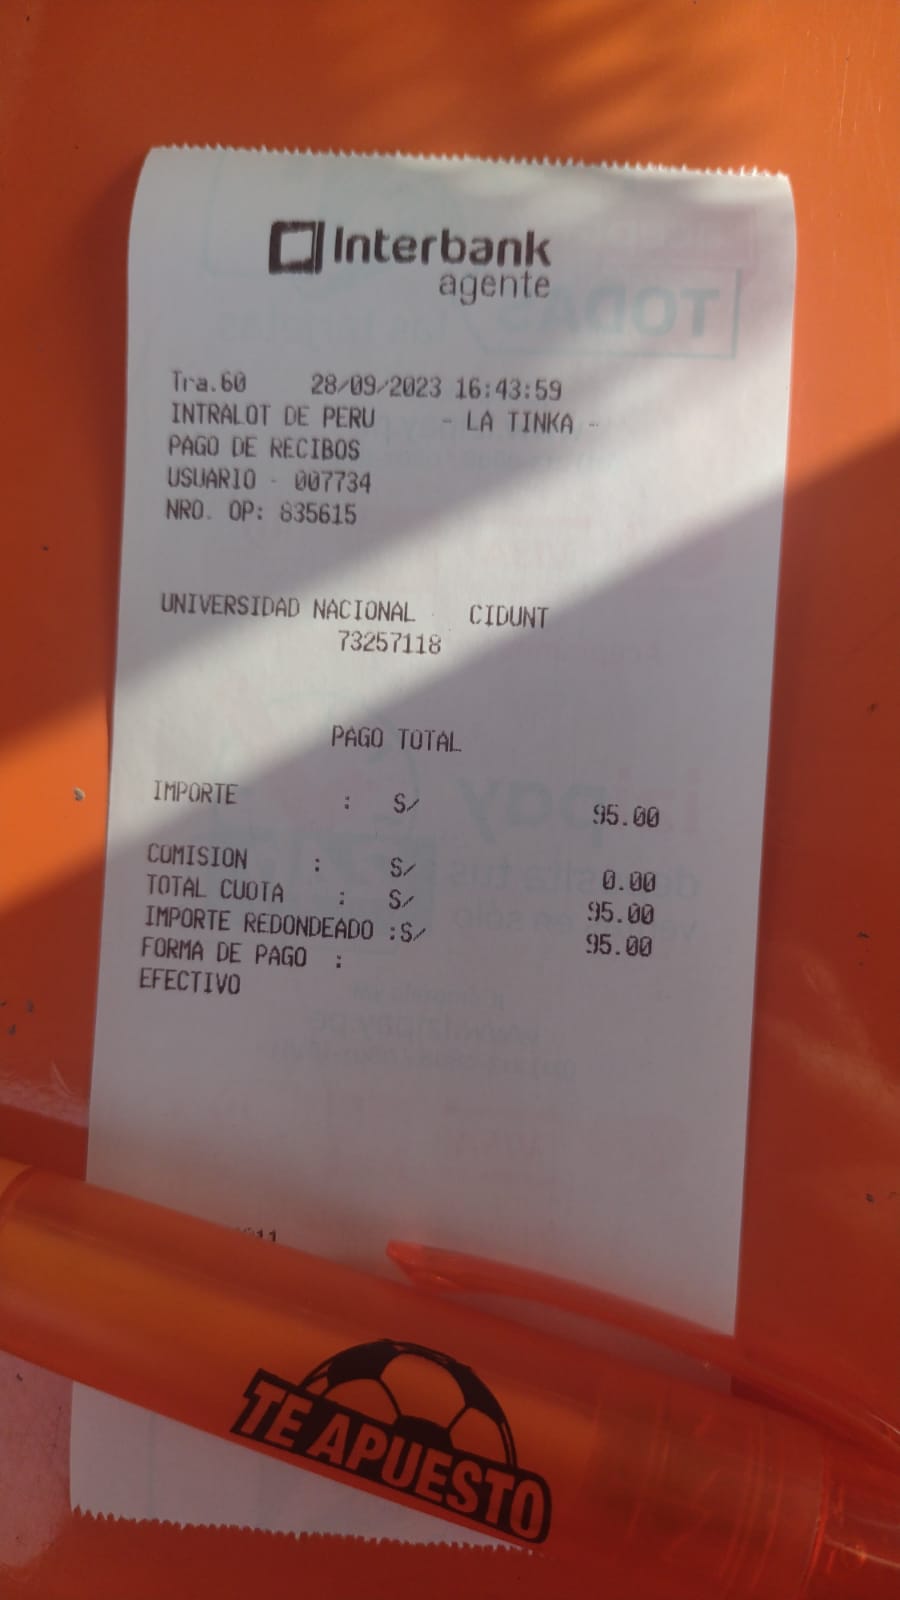 Interbank
agente
Tra.60 28/09/2023 16:43:59
INTRALOT DE PERU - LA TINKA -
PAGO DE RECIBOS
USUARIO - 007734
NRO. OP: 835615
UNIVERSIDAD NACIONAL CIDUNT
73257118
PAGO TOTAL
IMPORTE : S/ 95.00
COMISION : S/ 0.00
TOTAL CUOTA : S/ 95.00
IMPORTE REDONDEADO :S/ 95.00
FORMA DE PAGO :
EFECTIVO
TE APUESTO